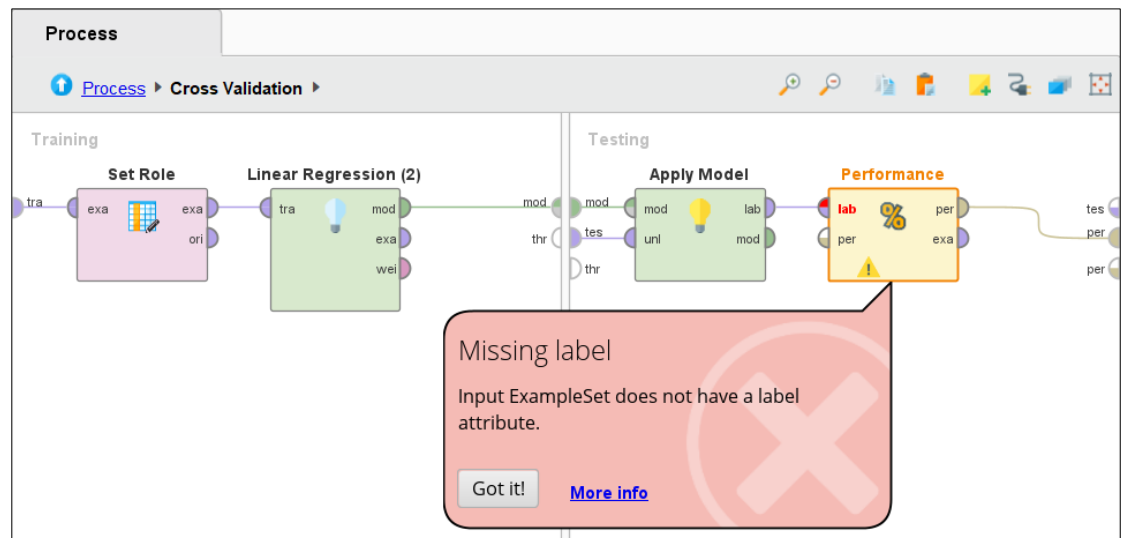 Process
Process Cross Validation
Training
Testing
Set Role
Linear Regression (2)
Apply Model
Performance
tra
exa
exa
ori
tra
mod
exa
wei
mod
thr
mod
tes
thr
mod
unl
lab
mod
lab
per
%
per
exa
tes
per
per
!
Missing label
Input ExampleSet does not have a label
attribute.
Got it!
More info